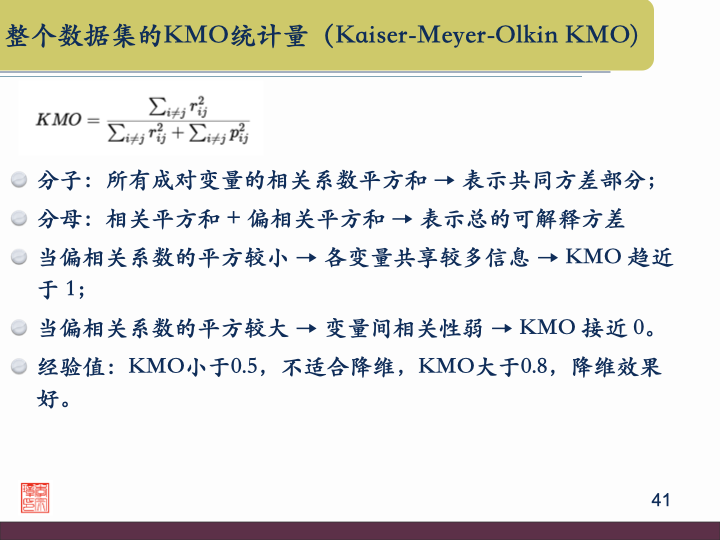 整个数据集的KMO统计量（Kaiser-Meyer-Olkin KMO)
KMO = \frac{\sum_{i≠j} r_{ij}^2}{\sum_{i≠j} r_{ij}^2 + \sum_{i≠j} p_{ij}^2}
分子：所有成对变量的相关系数平方和 → 表示共同方差部分；
分母：相关平方和 + 偏相关平方和 → 表示总的可解释方差
当偏相关系数的平方较小 → 各变量共享较多信息 → KMO 趋近
于 1；
当偏相关系数的平方较大 → 变量间相关性弱 → KMO 接近 0。
经验值：KMO小于0.5，不适合降维，KMO大于0.8，降维效果
好。
41